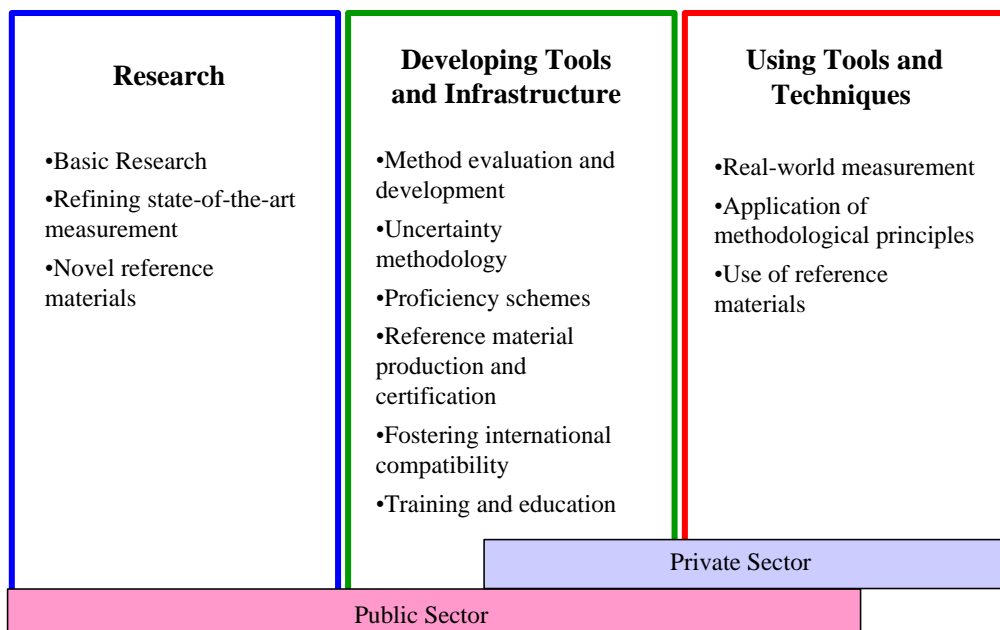 Research
•Basic Research
•Refining state-of-the-art
measurement
•Novel reference
materials
Developing Tools
and Infrastructure
•Method evaluation and
development
•Uncertainty
methodology
•Proficiency schemes
•Reference material
production and
certification
•Fostering international
compatibility
•Training and education
Using Tools and
Techniques
•Real-world measurement
•Application of
methodological principles
•Use of reference
materials
Private Sector
Public Sector